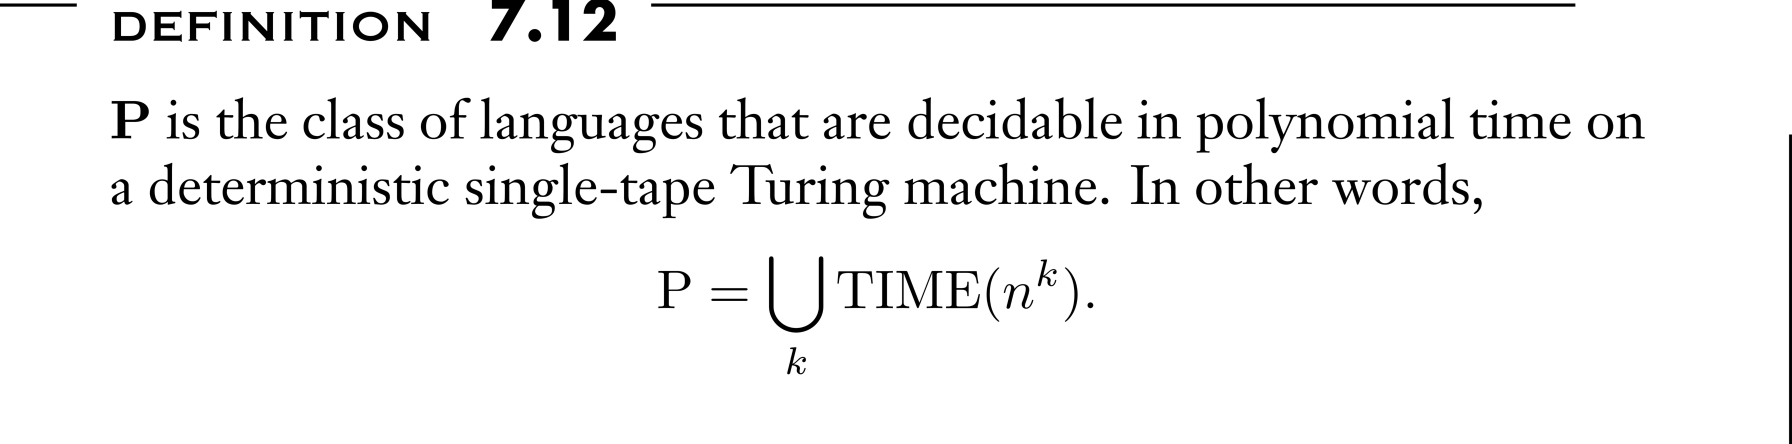 DEFINITION 7.12
P is the class of languages that are decidable in polynomial time on
a deterministic single-tape Turing machine. In other words,
P = ⋃ TIME(n^k).
k